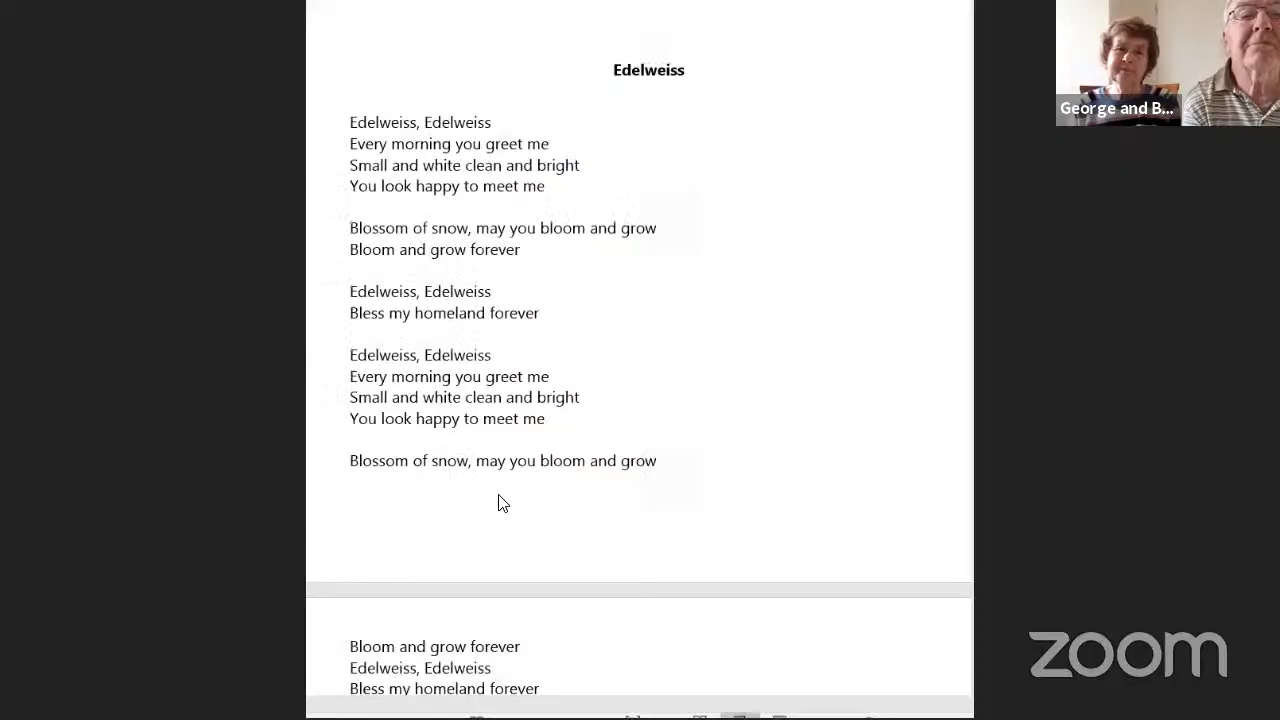 Edelweiss
Edelweiss, Edelweiss
Every morning you greet me
Small and white clean and bright
You look happy to meet me
Blossom of snow, may you bloom and grow
Bloom and grow forever
Edelweiss, Edelweiss
Bless my homeland forever
Edelweiss, Edelweiss
Every morning you greet me
Small and white clean and bright
You look happy to meet me
Blossom of snow, may you bloom and grow
Bloom and grow forever
Edelweiss, Edelweiss
Bless my homeland forever
George and B...
zoom